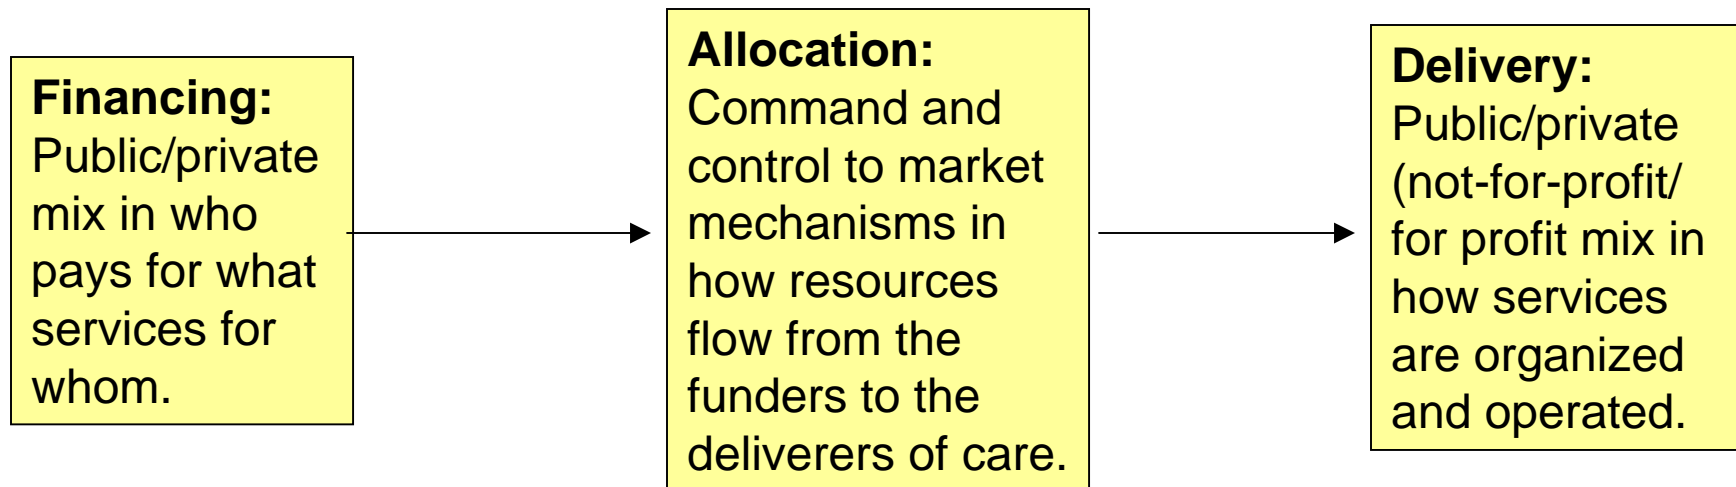 Financing:
Public/private
mix in who
pays for what
services for
whom.
Allocation:
Command and
control to market
mechanisms in
how resources
flow from the
funders to the
deliverers of care.
Delivery:
Public/private
(not-for-profit/
for profit mix in
how services
are organized
and operated.